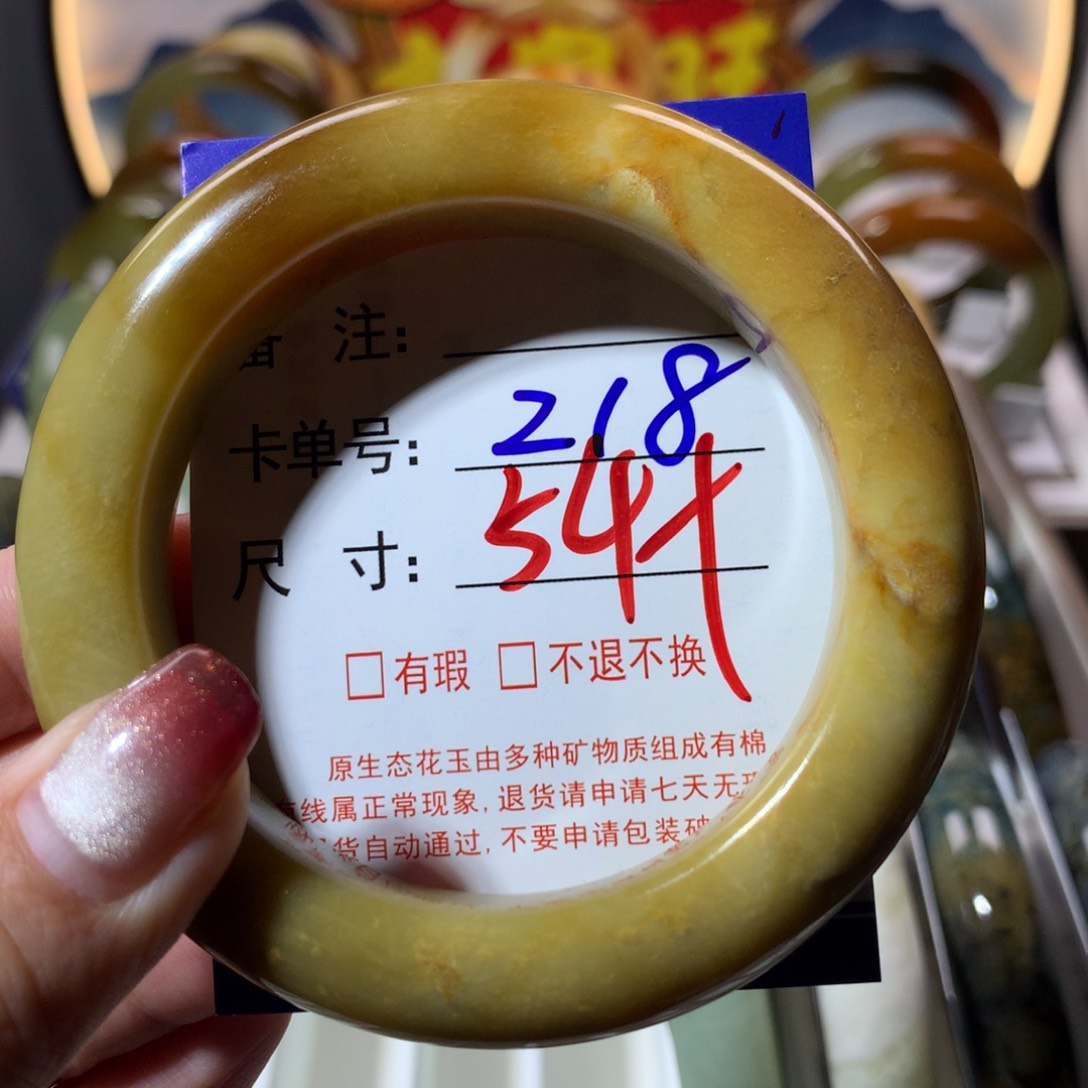 备 注:
卡单号: 218
尺 寸: 54
□有瑕 □不退不换
原生态花玉由多种矿物质组成有棉
线属正常现象,退货请申请七天无
货自动通过,不要申请包装破